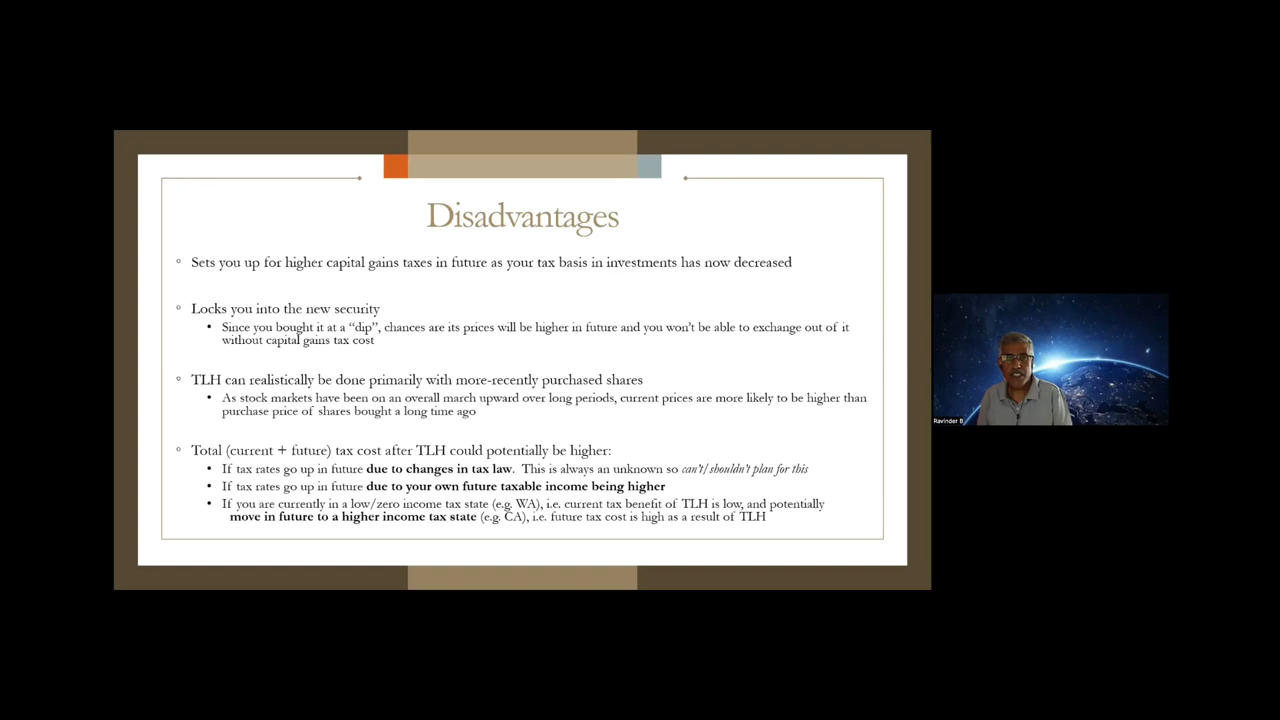 Disadvantages
Sets you up for higher capital gains taxes in future as your tax basis in investments has now decreased
Locks you into the new security
Since you bought it at a “dip”, chances are its prices will be higher in future and you won’t be able to exchange out of it
without capital gains tax cost
TLH can realistically be done primarily with more-recently purchased shares
As stock markets have been on an overall march upward over long periods, current prices are more likely to be higher than
purchase price of shares bought a long time ago
Total (current + future) tax cost after TLH could potentially be higher:
If tax rates go up in future due to changes in tax law. This is always an unknown so can’t/shouldn’t plan for this
If tax rates go up in future due to your own future taxable income being higher
If you are currently in a low/zero income tax state (e.g. WA), i.e. current tax benefit of TLH is low, and potentially
move in future to a higher income tax state (e.g. CA), i.e. future tax cost is high as a result of TLH
Ravinder B